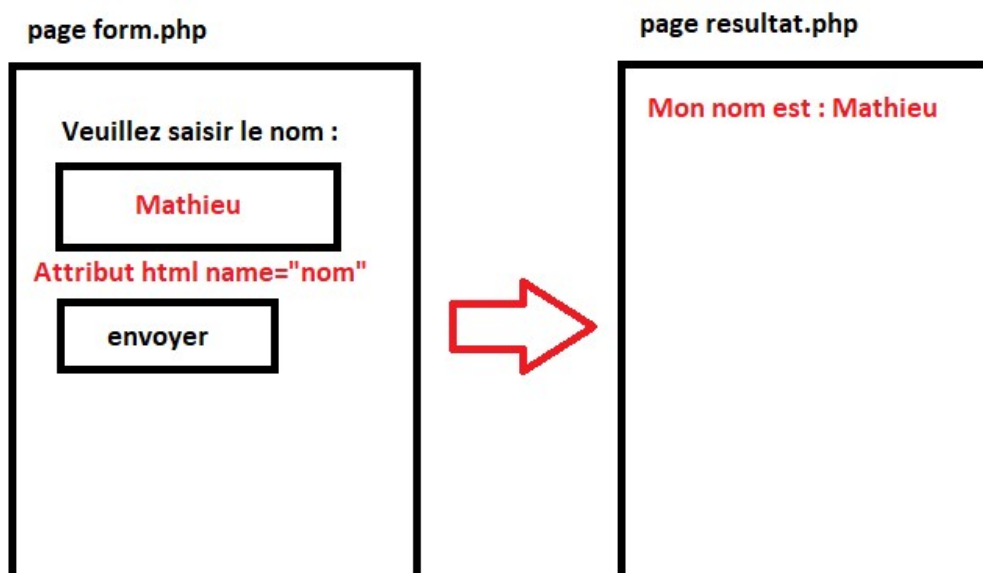 page form.php
Veuillez saisir le nom :
Mathieu
Attribut html name="nom"
envoyer
page resultat.php
Mon nom est : Mathieu